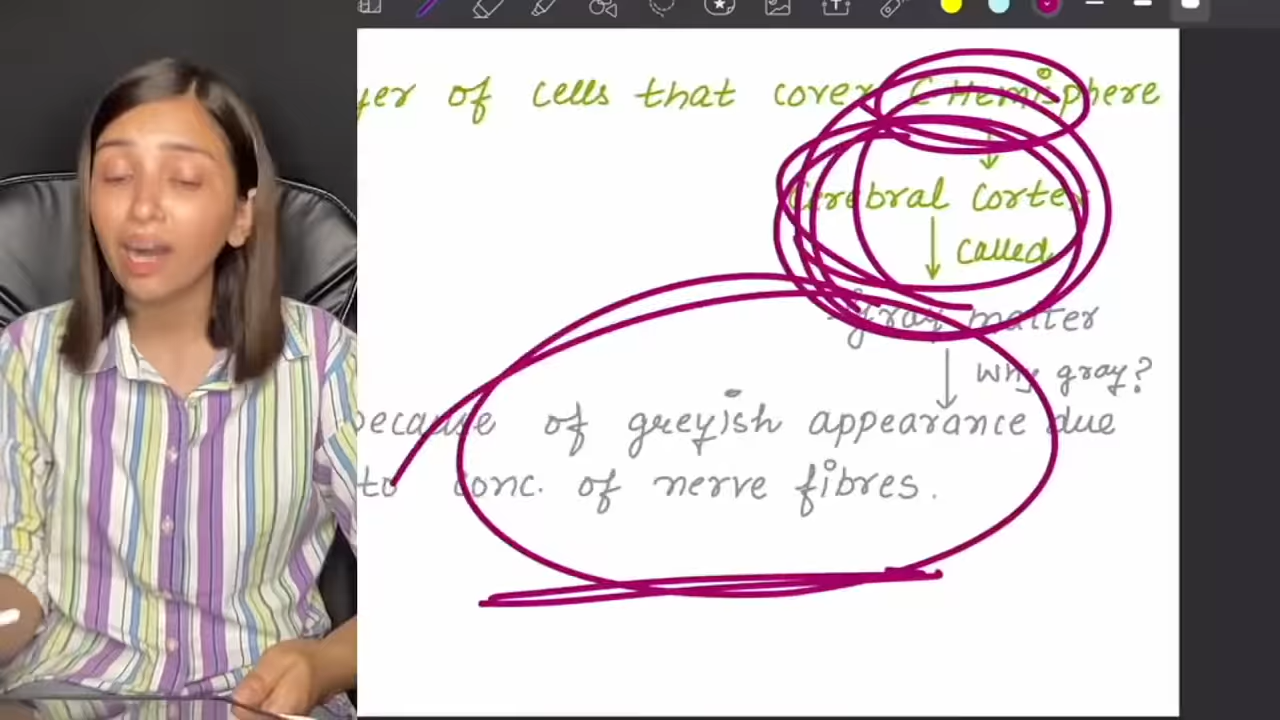 yer of cells that cover C Hemisphere
Cerebral Cortex
called
gray matter
why gray?
because of greyish appearance due
to conc. of nerve fibres.